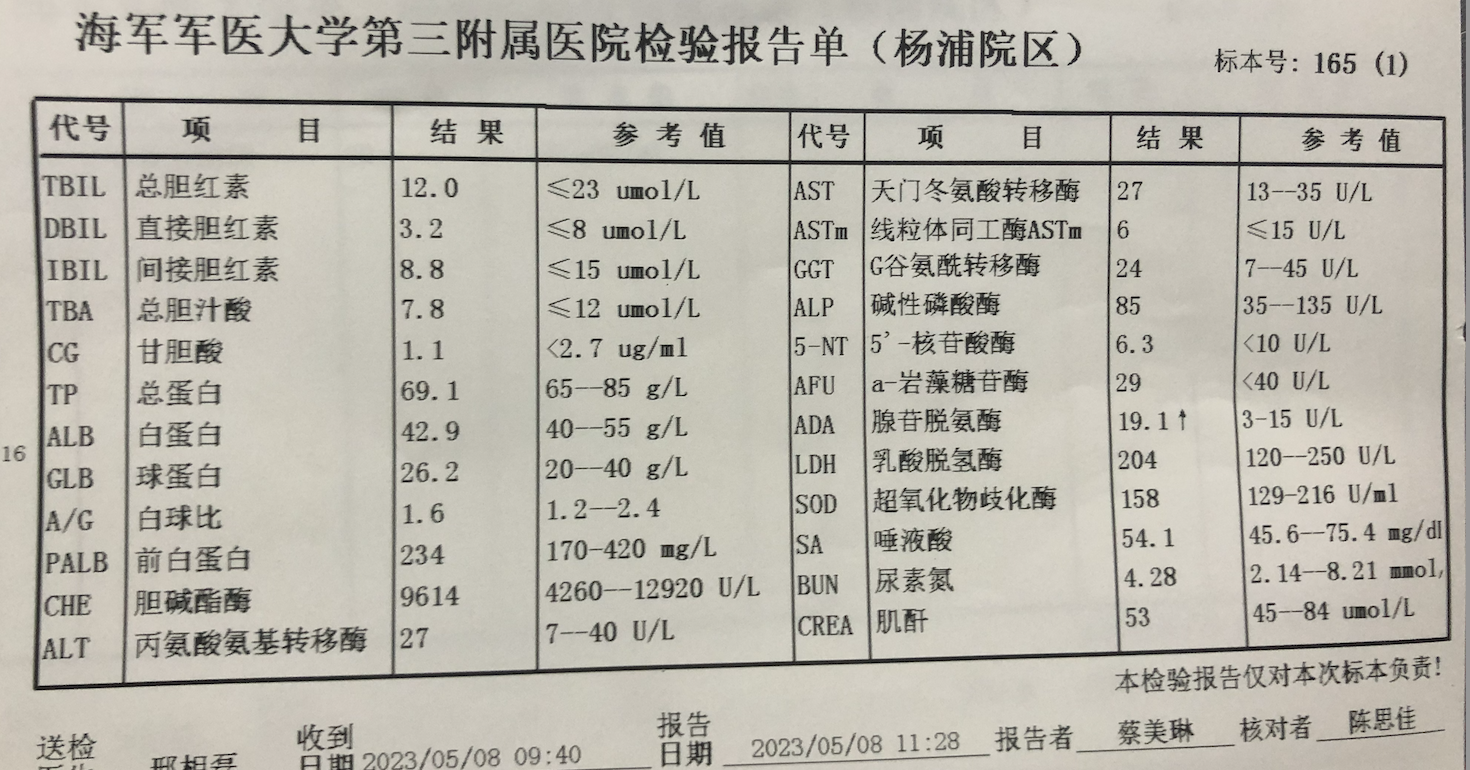 海军军医大学第三附属医院检验报告单（杨浦院区）
标本号: 165 (1)
代号 项目 结果 参考值 代号 项目 结果 参考值
TBIL 总胆红素 12.0 ≤23 umol/L AST 天门冬氨酸转移酶 27 13--35 U/L
DBIL 直接胆红素 3.2 ≤8 umol/L ASTm 线粒体同工酶ASTm 6 ≤15 U/L
IBIL 间接胆红素 8.8 ≤15 umol/L GGT G谷氨酰转移酶 24 7--45 U/L
TBA 总胆汁酸 7.8 ≤12 umol/L ALP 碱性磷酸酶 85 35--135 U/L
CG 甘胆酸 1.1 <2.7 ug/ml 5-NT 5'-核苷酸酶 6.3 <10 U/L
TP 总蛋白 69.1 65--85 g/L AFU a-岩藻糖苷酶 29 <40 U/L
ALB 白蛋白 42.9 40--55 g/L ADA 腺苷脱氨酶 19.1↑ 3-15 U/L
16
GLB 球蛋白 26.2 20--40 g/L LDH 乳酸脱氢酶 204 120--250 U/L
A/G 白球比 1.6 1.2--2.4 SOD 超氧化物歧化酶 158 129-216 U/ml
PALB 前白蛋白 234 170-420 mg/L SA 唾液酸 54.1 45.6--75.4 mg/dl
CHE 胆碱酯酶 9614 4260--12920 U/L BUN 尿素氮 4.28 2.14--8.21 mmol,
ALT 丙氨酸氨基转移酶 27 7--40 U/L CREA 肌酐 53 45--84 umol/L
本检验报告仅对本次标本负责!
送检 邢相磊 收到日期 2023/05/08 09:40 报告日期 2023/05/08 11:28 报告者 蔡美琳 核对者 陈思佳